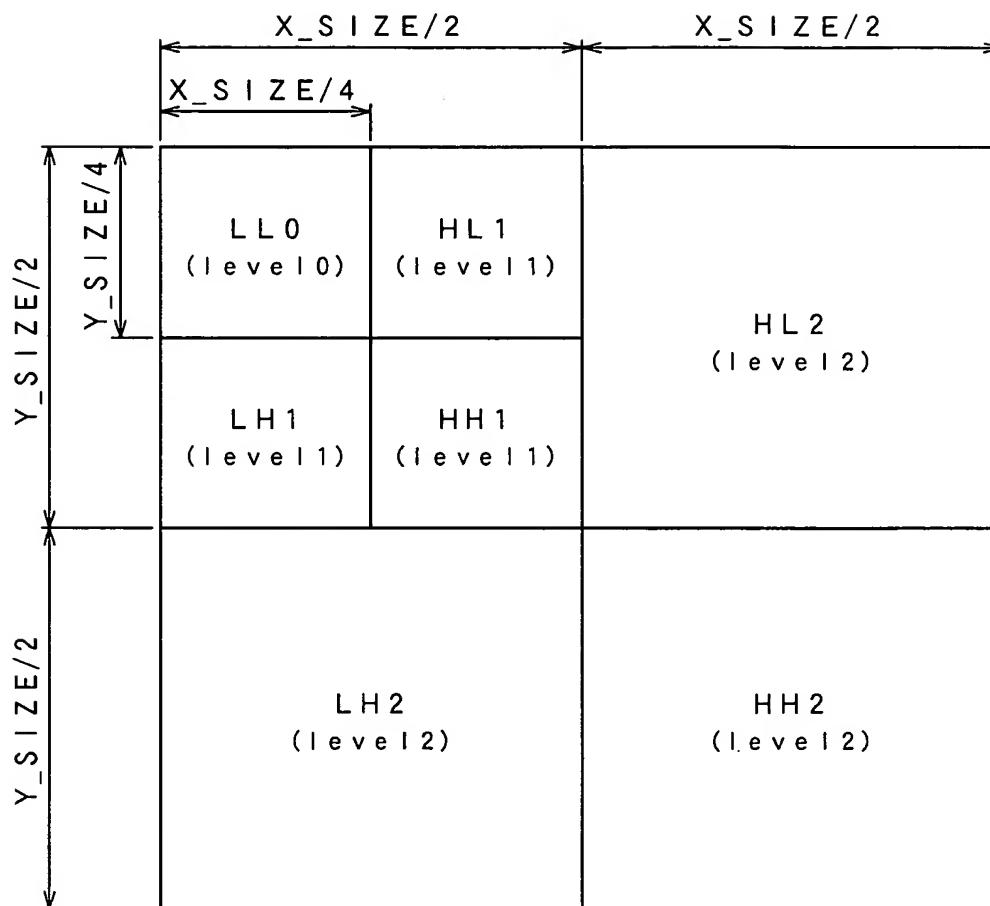 X_SIZE/2 X_SIZE/2
X_SIZE/4
Y_SIZE/2
Y_SIZE/4
LL0
(level0)
HL1
(level1)
HL2
(level2)
LH1
(level1)
HH1
(level1)
Y_SIZE/2
LH2
(level2)
HH2
(level2)